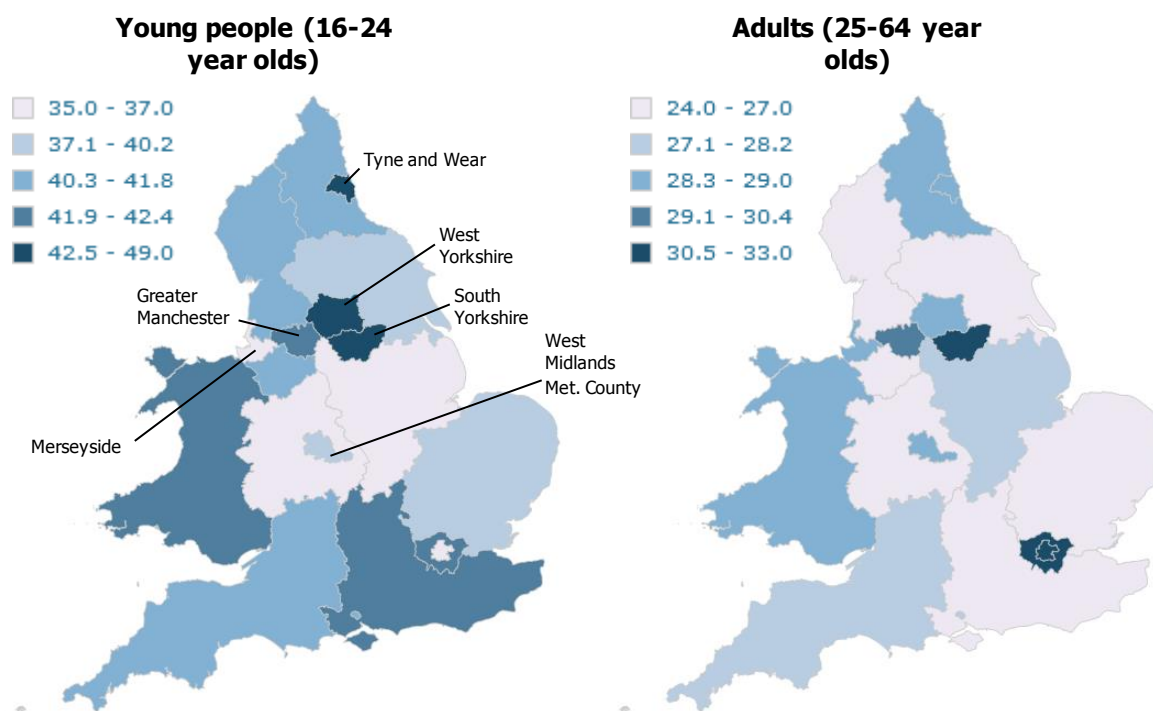 Young people (16-24
year olds)
35.0 - 37.0
37.1 - 40.2
40.3 - 41.8
41.9 - 42.4
42.5 - 49.0
Tyne and Wear
West
Yorkshire
Greater
Manchester
South
Yorkshire
West
Midlands
Met. County
Merseyside
Adults (25-64 year
olds)
24.0 - 27.0
27.1 - 28.2
28.3 - 29.0
29.1 - 30.4
30.5 - 33.0